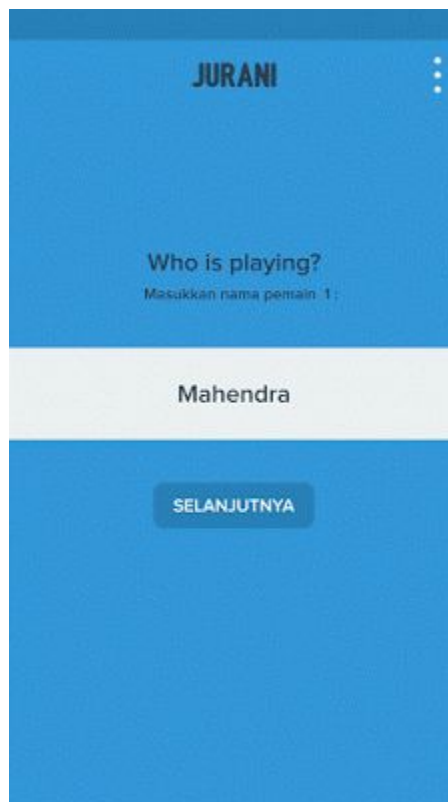 JURANI
Who is playing?
Masukkan nama pemain 1 :
Mahendra
SELANJUTNYA